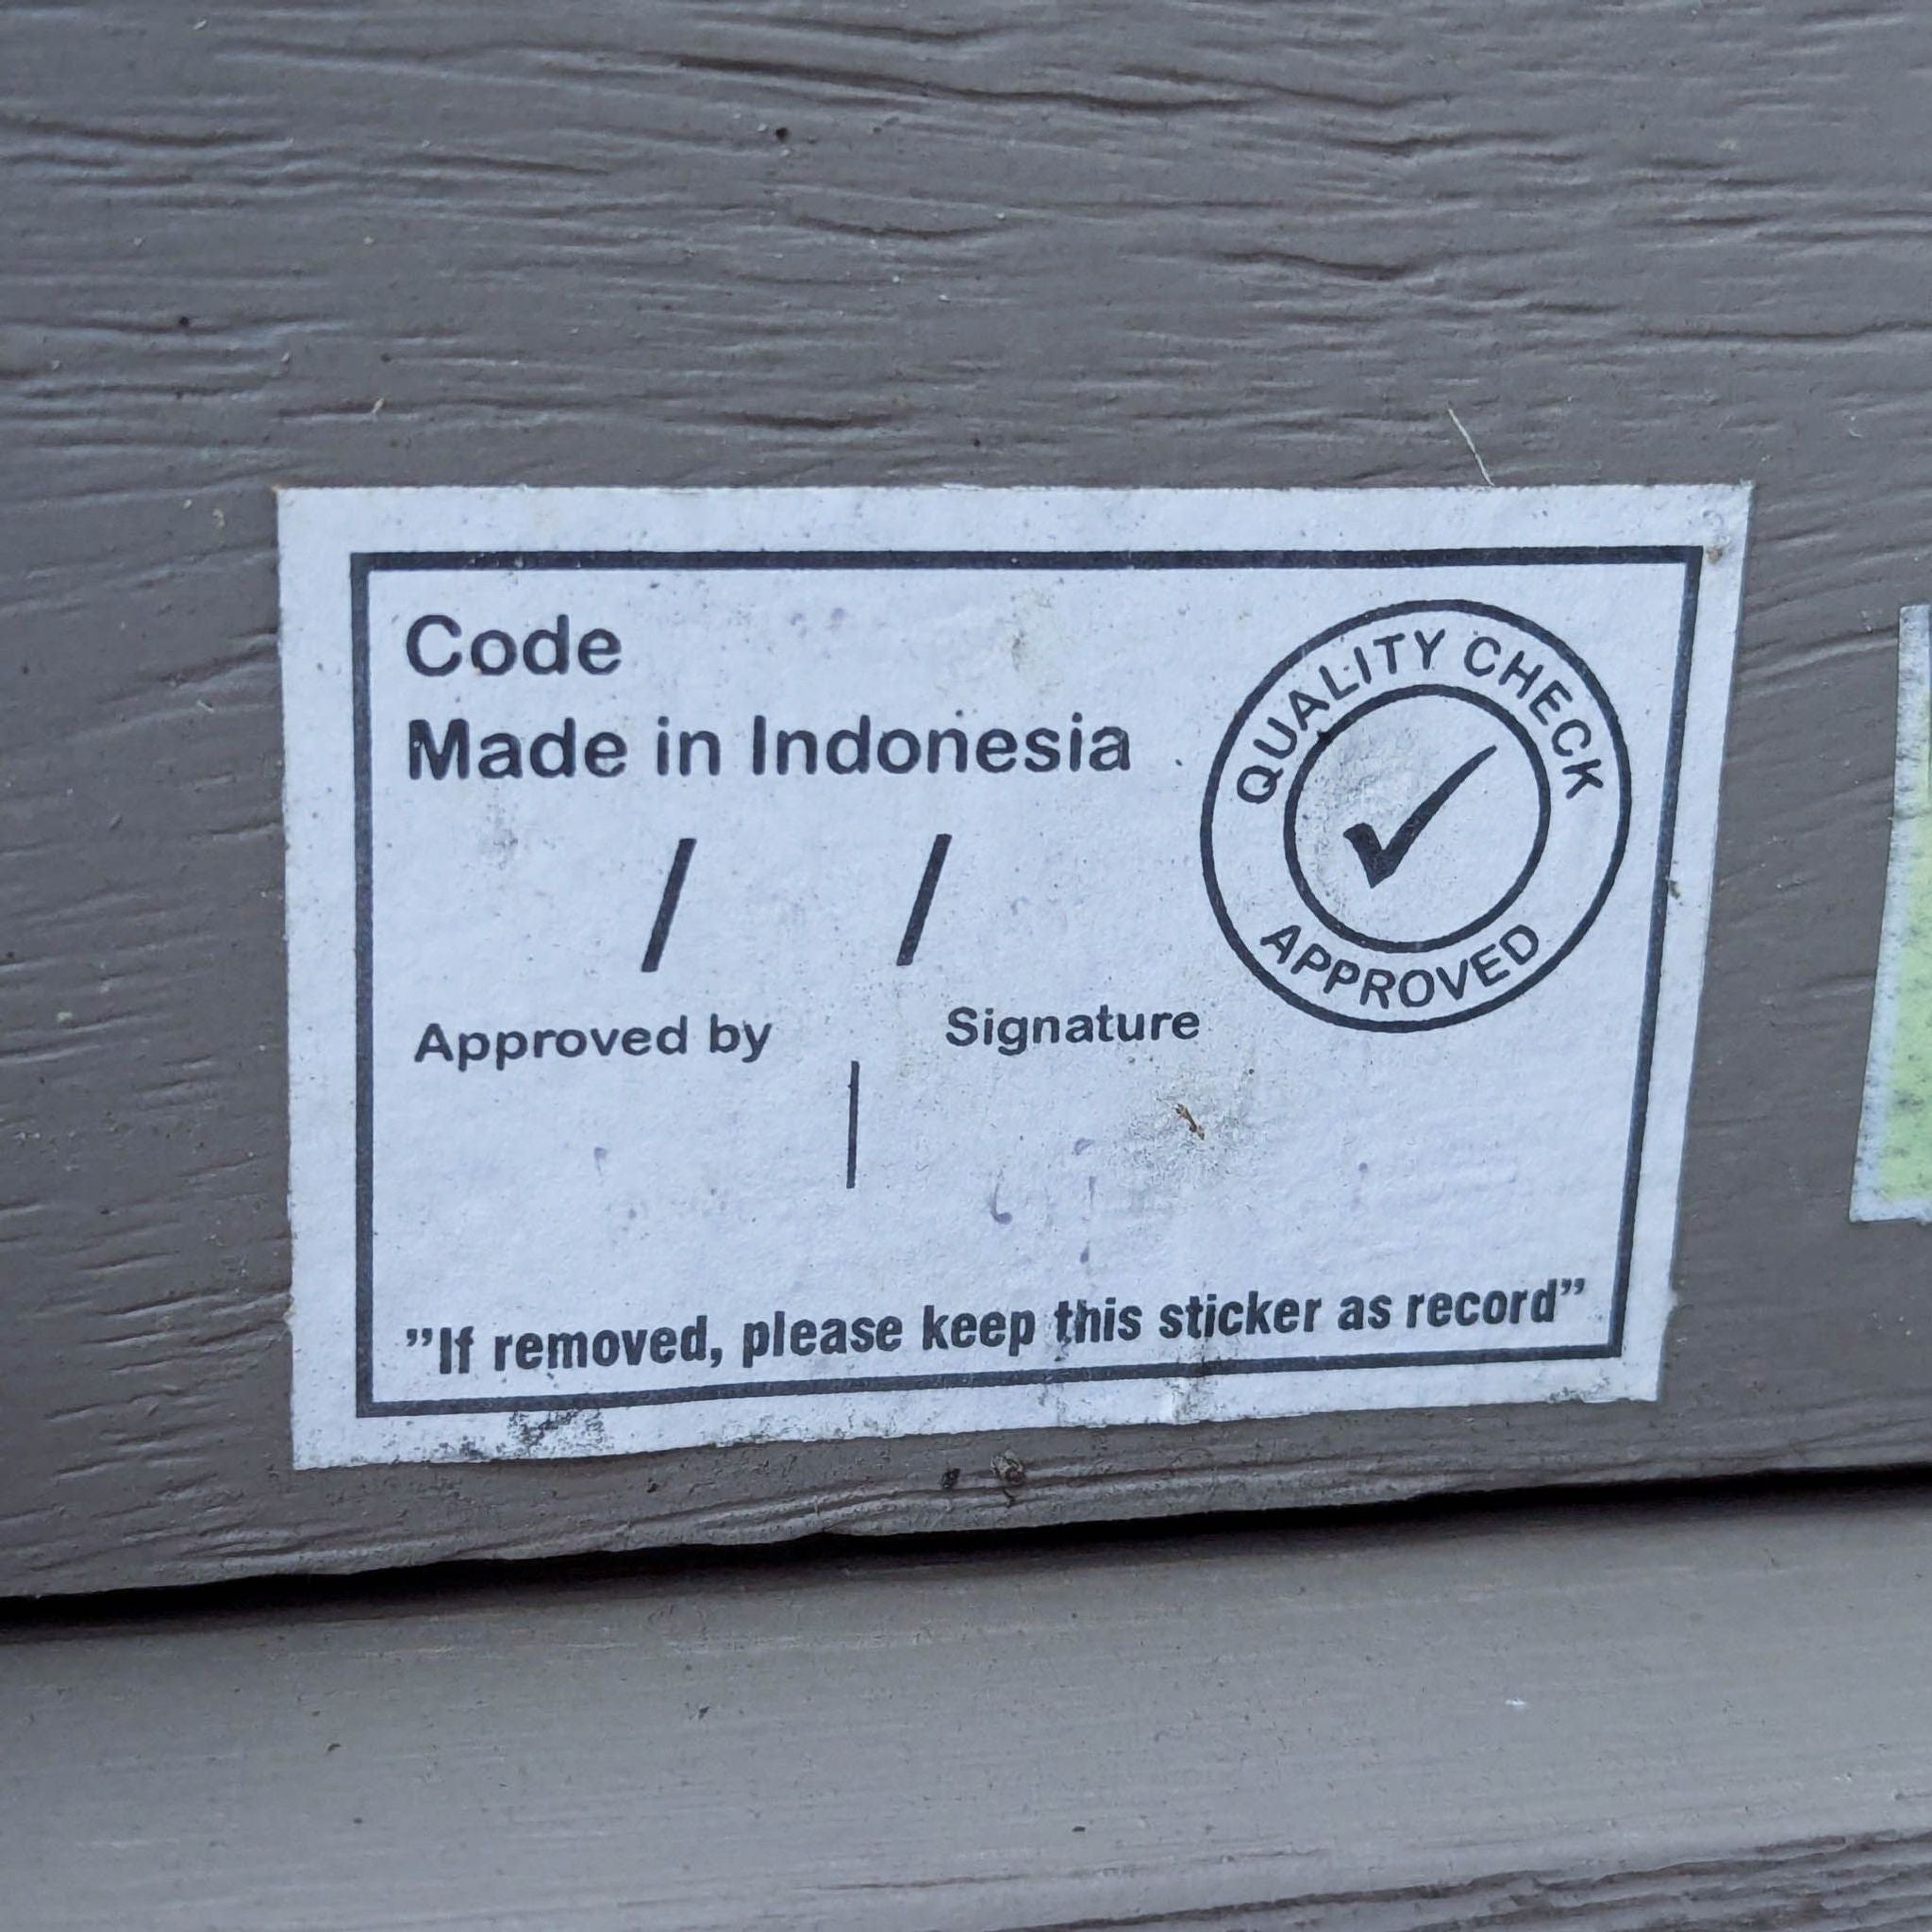 Code
Made in Indonesia
/ /
QUALITY CHECK
APPROVED
Approved by | Signature
”If removed, please keep this sticker as record”